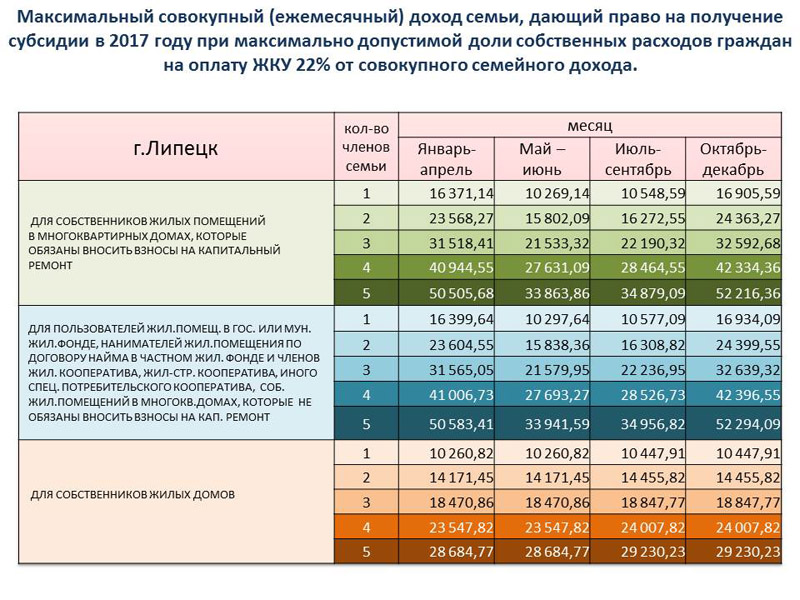 Максимальный совокупный (ежемесячный) доход семьи, дающий право на получение
субсидии в 2017 году при максимально допустимой доли собственных расходов граждан
на оплату ЖКУ 22% от совокупного семейного дохода.
г.Липецк
кол-во
членов
семьи
месяц
Январь-
апрель
Май –
июнь
Июль-
сентябрь
Октябрь-
декабрь
ДЛЯ СОБСТВЕННИКОВ ЖИЛЫХ ПОМЕЩЕНИЙ
В МНОГОКВАРТИРНЫХ ДОМАХ, КОТОРЫЕ
ОБЯЗАНЫ ВНОСИТЬ ВЗНОСЫ НА КАПИТАЛЬНЫЙ
РЕМОНТ
1 16 371,14 10 269,14 10 548,59 16 905,59
2 23 568,27 15 802,09 16 272,55 24 363,27
3 31 518,41 21 533,32 22 190,32 32 592,68
4 40 944,55 27 631,09 28 464,55 42 334,36
5 50 505,68 33 863,86 34 879,09 52 216,36
ДЛЯ ПОЛЬЗОВАТЕЛЕЙ ЖИЛ.ПОМЕЩ. В ГОС. ИЛИ МУН.
ЖИЛ.ФОНДЕ, НАНИМАТЕЛЕЙ ЖИЛ.ПОМЕЩЕНИЯ ПО
ДОГОВОРУ НАЙМА В ЧАСТНОМ ЖИЛ. ФОНДЕ И ЧЛЕНОВ
ЖИЛ. КООПЕРАТИВА, ЖИЛ-СТР. КООПЕРАТИВА, ИНОГО
СПЕЦ. ПОТРЕБИТЕЛЬСКОГО КООПЕРАТИВА, СОБ.
ЖИЛ.ПОМЕЩЕНИЙ В МНОГОКВ.ДОМАХ, КОТОРЫЕ НЕ
ОБЯЗАНЫ ВНОСИТЬ ВЗНОСЫ НА КАП. РЕМОНТ
1 16 399,64 10 297,64 10 577,09 16 934,09
2 23 604,55 15 838,36 16 308,82 24 399,55
3 31 565,05 21 579,95 22 236,95 32 639,32
4 41 006,73 27 693,27 28 526,73 42 396,55
5 50 583,41 33 941,59 34 956,82 52 294,09
ДЛЯ СОБСТВЕННИКОВ ЖИЛЫХ ДОМОВ
1 10 260,82 10 260,82 10 447,91 10 447,91
2 14 171,45 14 171,45 14 455,82 14 455,82
3 18 470,86 18 470,86 18 847,77 18 847,77
4 23 547,82 23 547,82 24 007,82 24 007,82
5 28 684,77 28 684,77 29 230,23 29 230,23